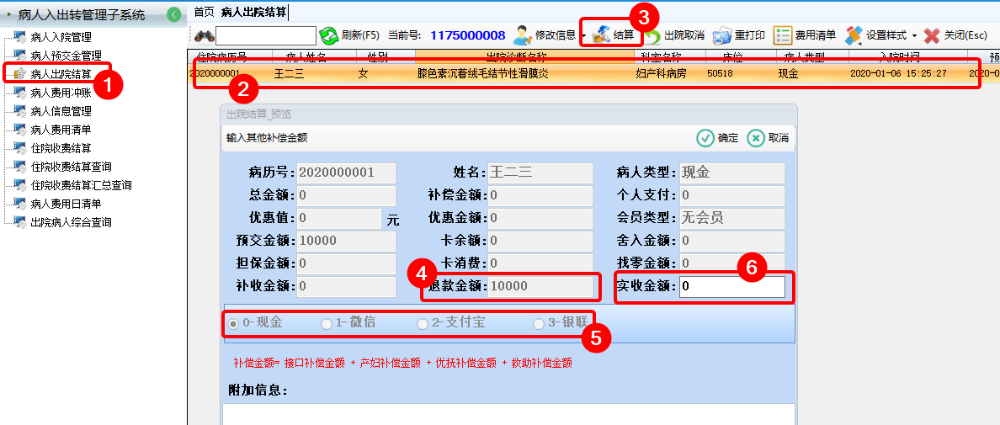 病人入出转管理子系统
病人入院管理
病人预交金管理
病人出院结算
1
病人费用冲账
病人信息管理
病人费用清单
住院收费结算
住院收费结算查询
住院收费结算汇总查询
病人费用日清单
出院病人综合查询
首页 病人出院结算
3
刷新(F5) 当前号: 1175000008 修改信息 结算 出院取消 重打印 费用清单 设置样式 关闭(Esc)
住院病历号 病人姓名 性别 出院诊断名称 科室名称 床位 病人类型 入院时间 预
2020000001 王二三 女 膝色素沉着绒毛结节性滑膜炎 妇产科病房 50518 现金 2020-01-06 15:25:27 2020-0
2
出院结算_预览
输入其他补偿金额 确定 取消
病历号: 2020000001 姓名: 王二三 病人类型: 现金
总金额: 0 补偿金额: 0 个人支付: 0
优惠值: 0 元 优惠金额: 0 会员类型: 无会员
预交金额: 10000 卡余额: 0 舍入金额: 0
担保金额: 0 卡消费: 0 找零金额: 0
4 6
补收金额: 0 退款金额: 10000 实收金额: 0
0-现金 1-微信 2-支付宝 3-银联
5
补偿金额= 接口补偿金额 + 产妇补偿金额 + 优抚补偿金额 + 救助补偿金额
附加信息: